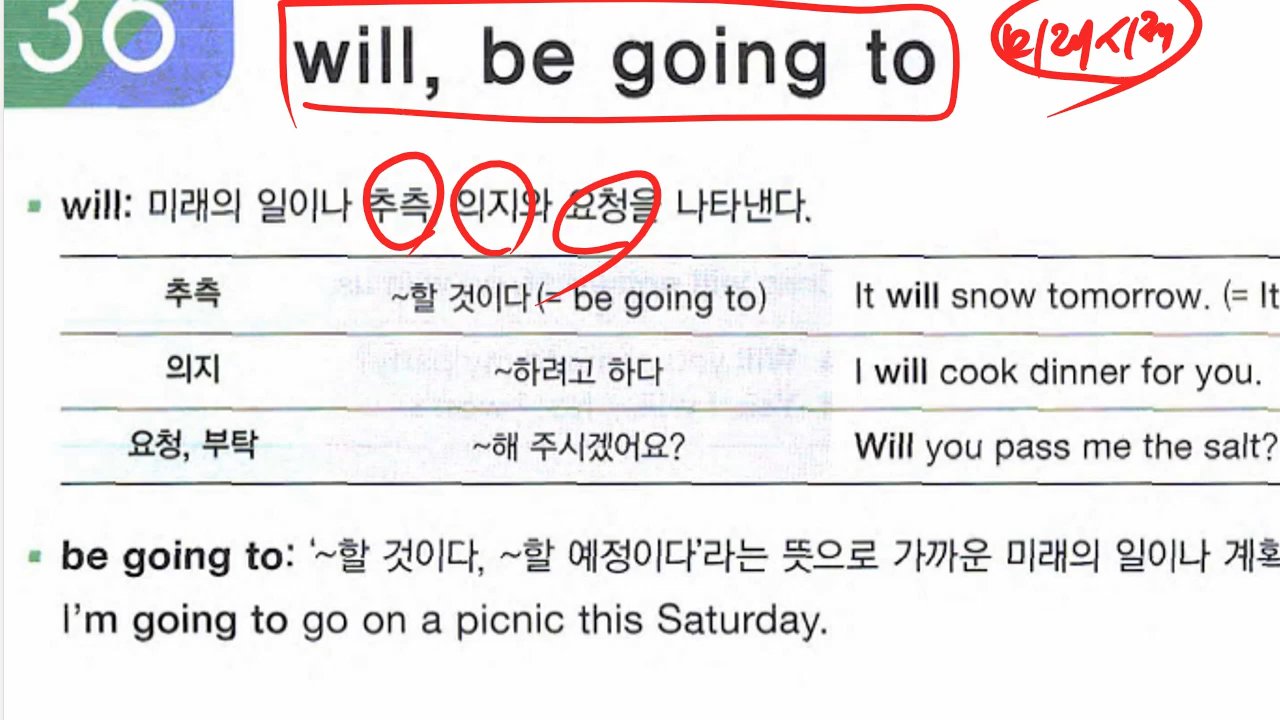 36
will, be going to
미래시제
will: 미래의 일이나 추측, 의지와 요청을 나타낸다.
추측 ~할 것이다(= be going to) It will snow tomorrow. (= It
의지 ~하려고 하다 I will cook dinner for you.
요청, 부탁 ~해 주시겠어요? Will you pass me the salt?
be going to: ‘~할 것이다, ~할 예정이다’라는 뜻으로 가까운 미래의 일이나 계획
I'm going to go on a picnic this Saturday.